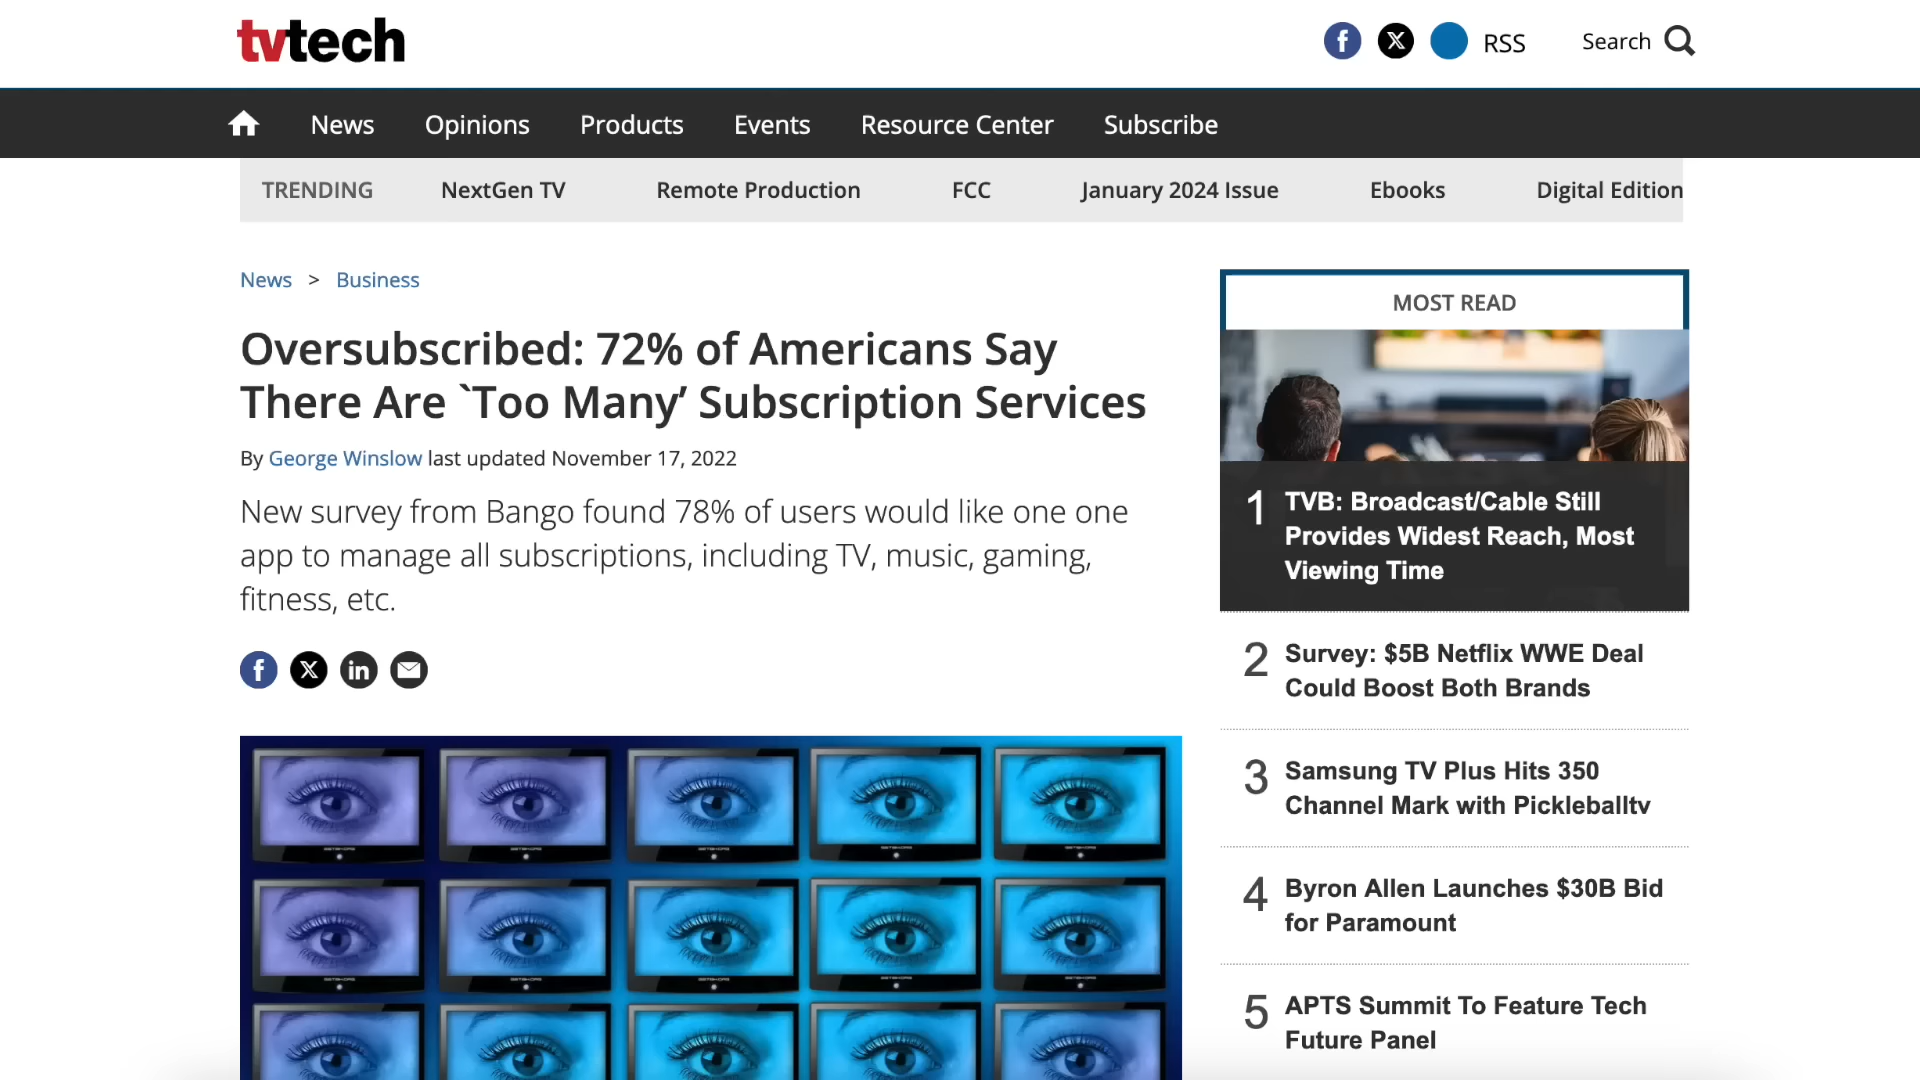 tvtech
RSS
Search
News
Opinions
Products
Events
Resource Center
Subscribe
TRENDING
NextGen TV
Remote Production
FCC
January 2024 Issue
Ebooks
Digital Edition
News > Business
Oversubscribed: 72% of Americans Say
There Are `Too Many’ Subscription Services
By George Winslow last updated November 17, 2022
New survey from Bango found 78% of users would like one one
app to manage all subscriptions, including TV, music, gaming,
fitness, etc.
MOST READ
1 TVB: Broadcast/Cable Still
Provides Widest Reach, Most
Viewing Time
2 Survey: $5B Netflix WWE Deal
Could Boost Both Brands
3 Samsung TV Plus Hits 350
Channel Mark with Pickleballtv
4 Byron Allen Launches $30B Bid
for Paramount
5 APTS Summit To Feature Tech
Future Panel